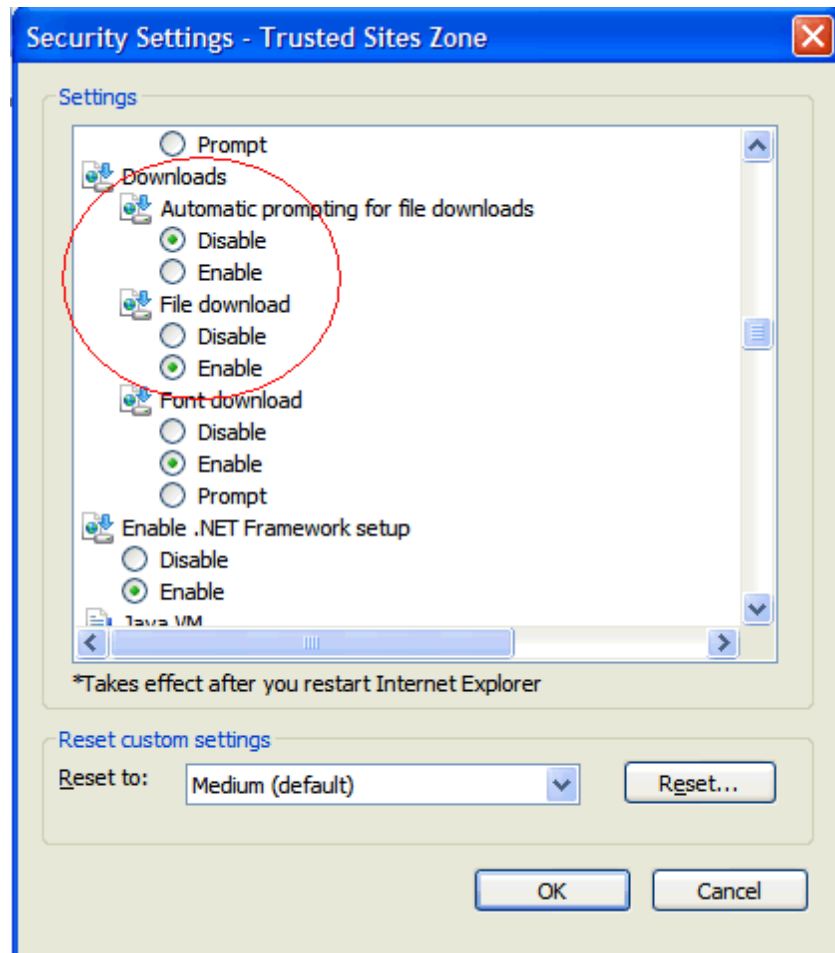 Security Settings - Trusted Sites Zone
Settings
Prompt
Downloads
Automatic prompting for file downloads
Disable
Enable
File download
Disable
Enable
Font download
Disable
Enable
Prompt
Enable .NET Framework setup
Disable
Enable
Java VM
*Takes effect after you restart Internet Explorer
Reset custom settings
Reset to: Medium (default) Reset...
OK Cancel